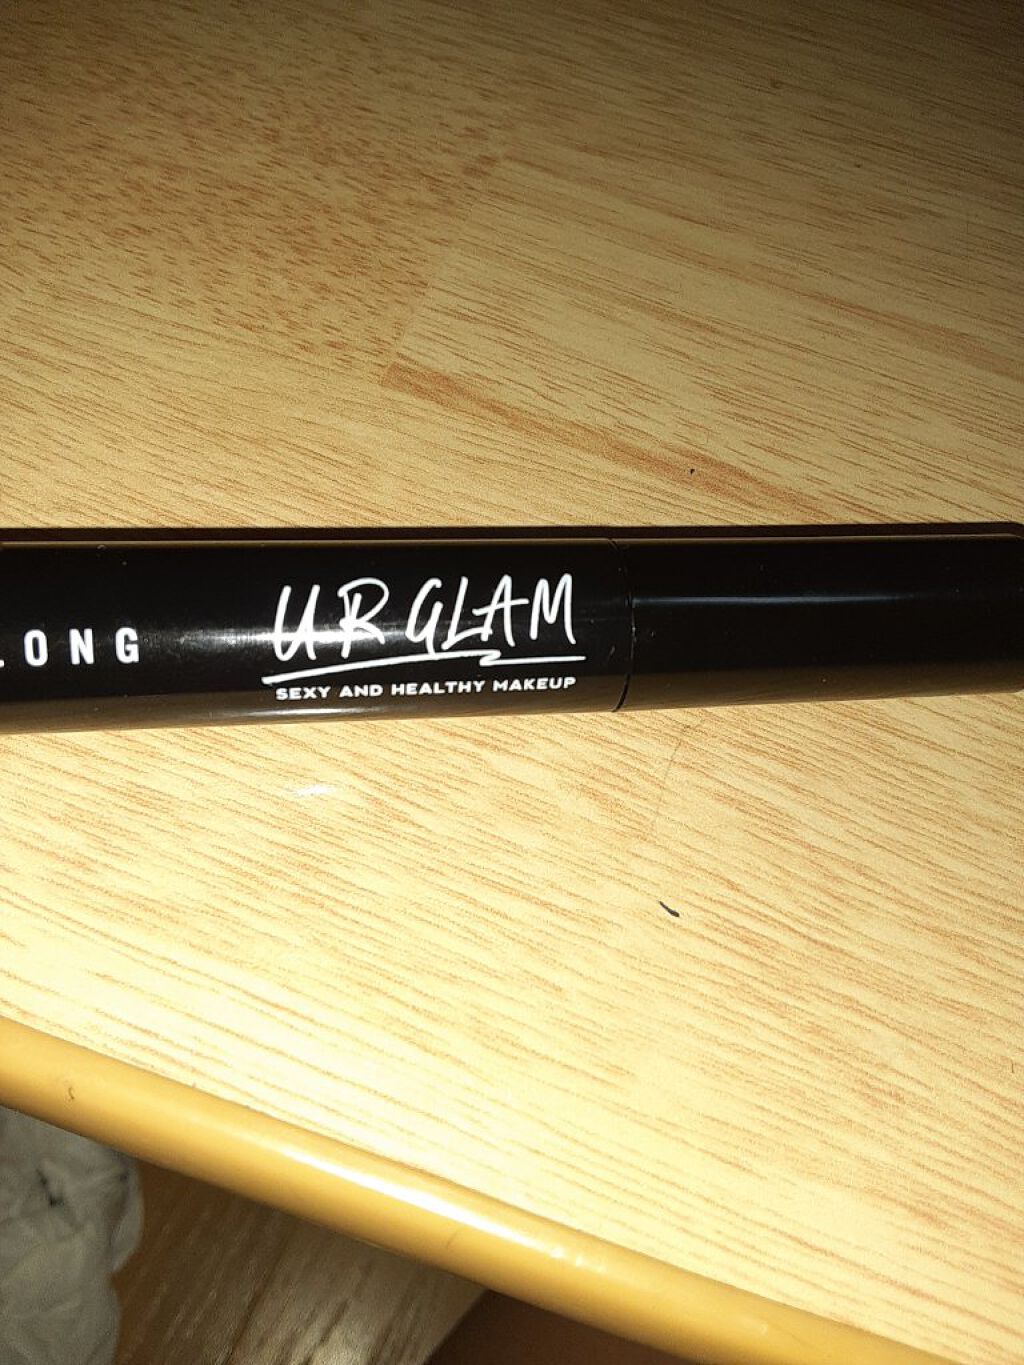 LONG
UR GLAM
SEXY AND HEALTHY MAKEUP